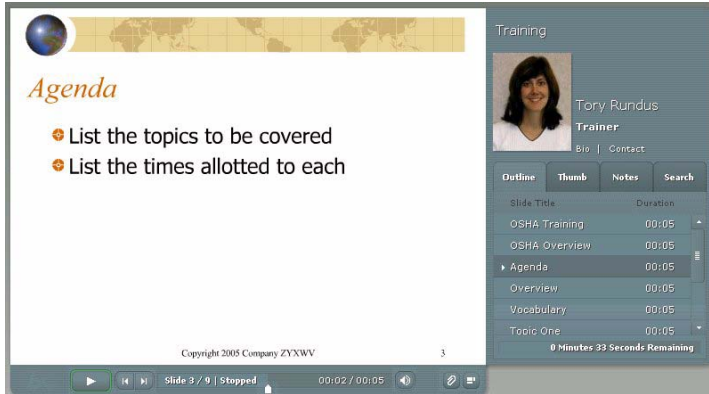 Agenda
List the topics to be covered
List the times allotted to each
Copyright 2005 Company ZYXWV
3
Slide 3 / 9 | Stopped
00:02 / 00:05
Training
Tory Rundus
Trainer
Bio | Contact
Outline Thumb Notes Search
Slide Title Duration
OSHA Training 00:05
OSHA Overview 00:05
Agenda 00:05
Overview 00:05
Vocabulary 00:05
Topic One 00:05
0 Minutes 33 Seconds Remaining